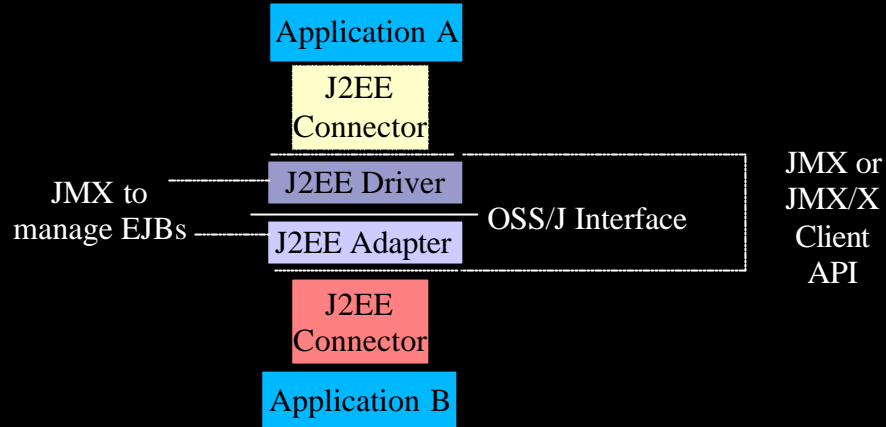 Application A
J2EE
Connector
J2EE Driver
JMX to
manage EJBs
OSS/J Interface
J2EE Adapter
JMX or
JMX/X
Client
API
J2EE
Connector
Application B